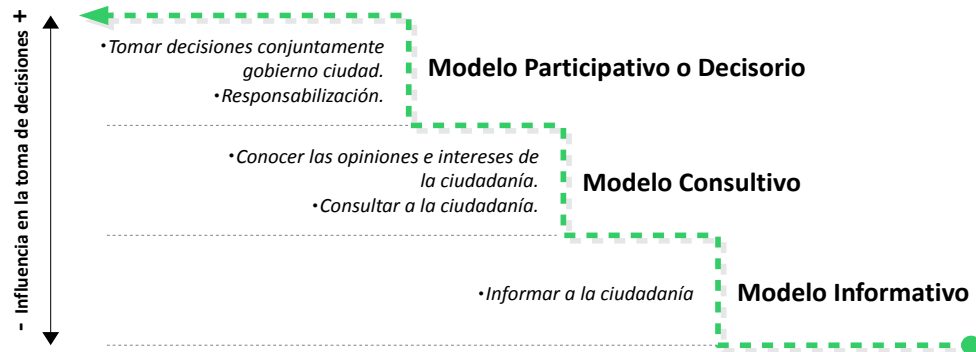 - Influencia en la toma de decisiones +
•Tomar decisiones conjuntamente
gobierno ciudad.
•Responsabilización.
Modelo Participativo o Decisorio
•Conocer las opiniones e intereses de
la ciudadanía.
•Consultar a la ciudadanía.
Modelo Consultivo
•Informar a la ciudadanía
Modelo Informativo